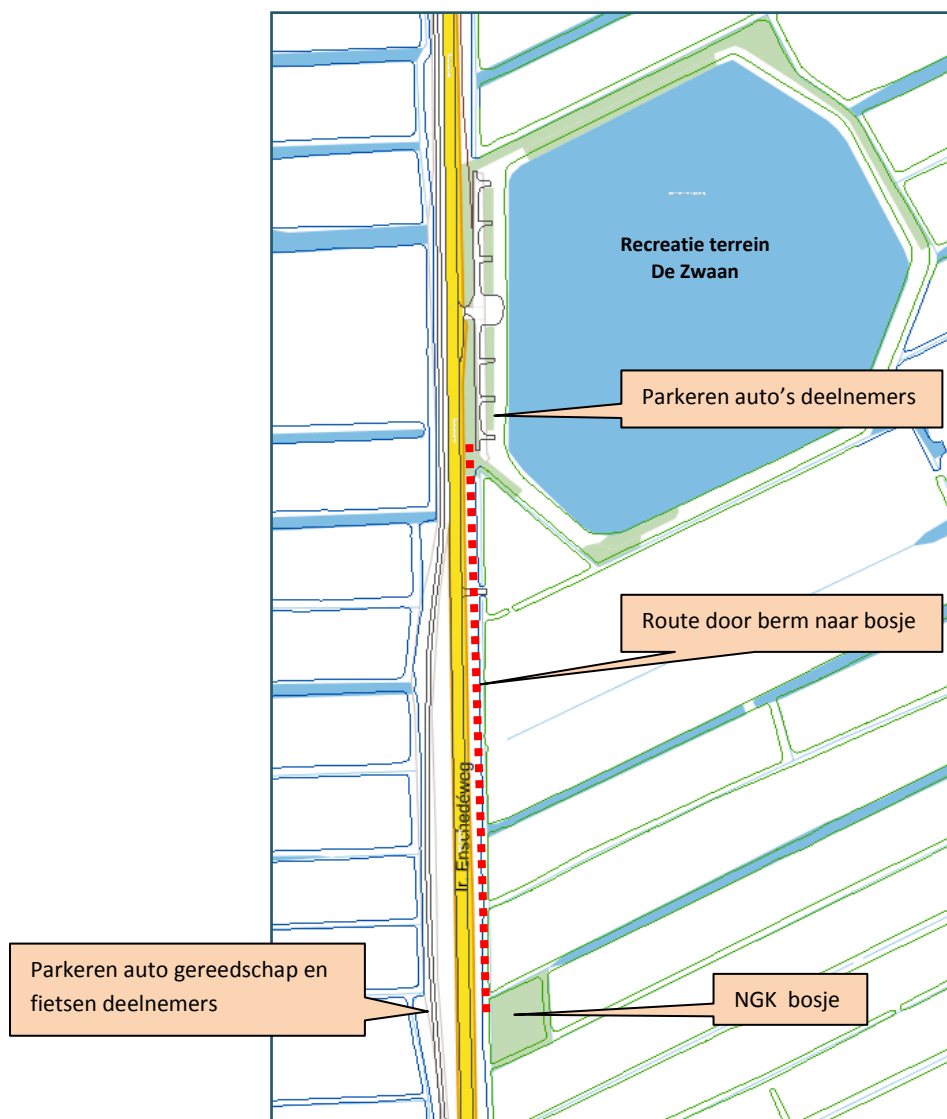 Recreatie terrein
De Zwaan
Parkeren auto's deelnemers
Route door berm naar bosje
Ir. Enschedéweg
Parkeren auto gereedschap en
fietsen deelnemers
NGK bosje